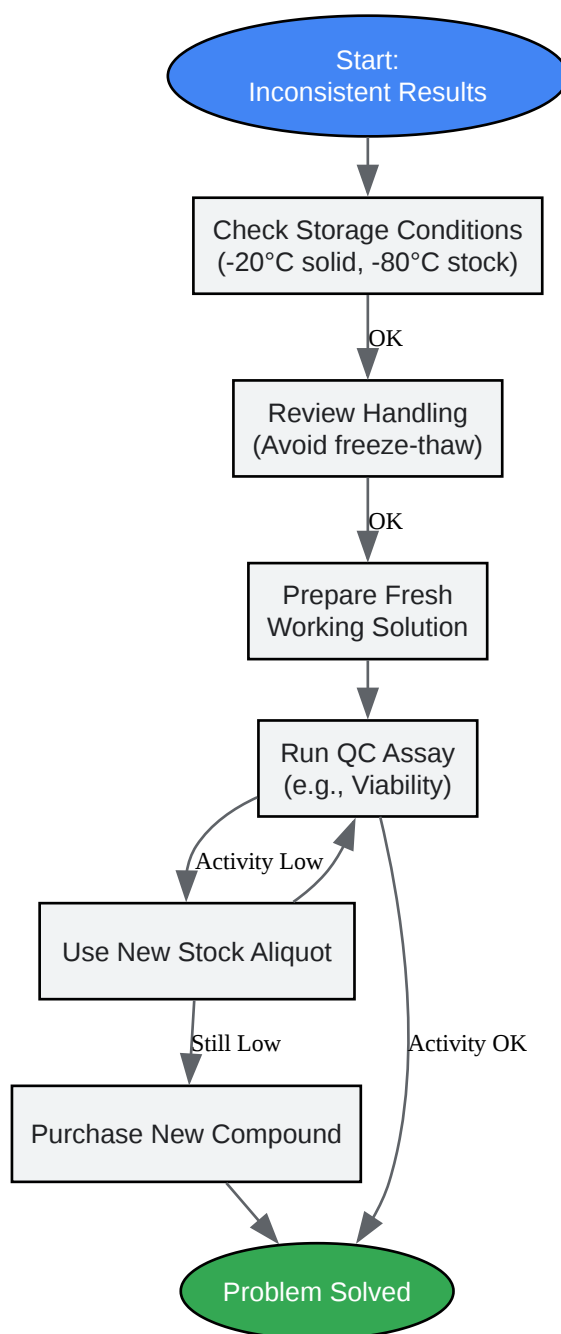 Start:
Inconsistent Results
Check Storage Conditions
(-20°C solid, -80°C stock)
OK
Review Handling
(Avoid freeze-thaw)
OK
Prepare Fresh
Working Solution
Run QC Assay
(e.g., Viability)
Activity Low
Use New Stock Aliquot
Still Low
Activity OK
Purchase New Compound
Problem Solved